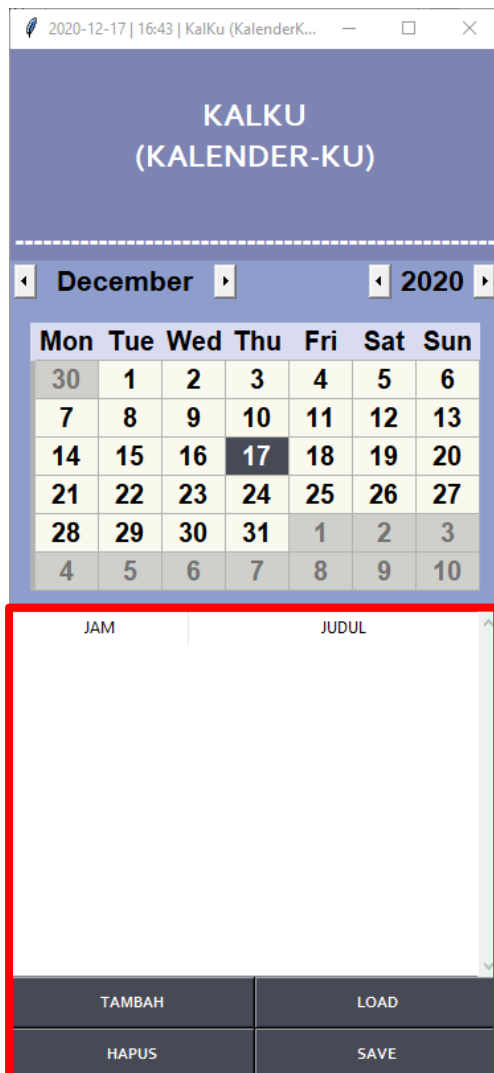 2020-12-17 | 16:43 | KalKu (KalenderK...
KALKU
(KALENDER-KU)
December 2020
Mon Tue Wed Thu Fri Sat Sun
30 1 2 3 4 5 6
7 8 9 10 11 12 13
14 15 16 17 18 19 20
21 22 23 24 25 26 27
28 29 30 31 1 2 3
4 5 6 7 8 9 10
JAM JUDUL
TAMBAH LOAD
HAPUS SAVE